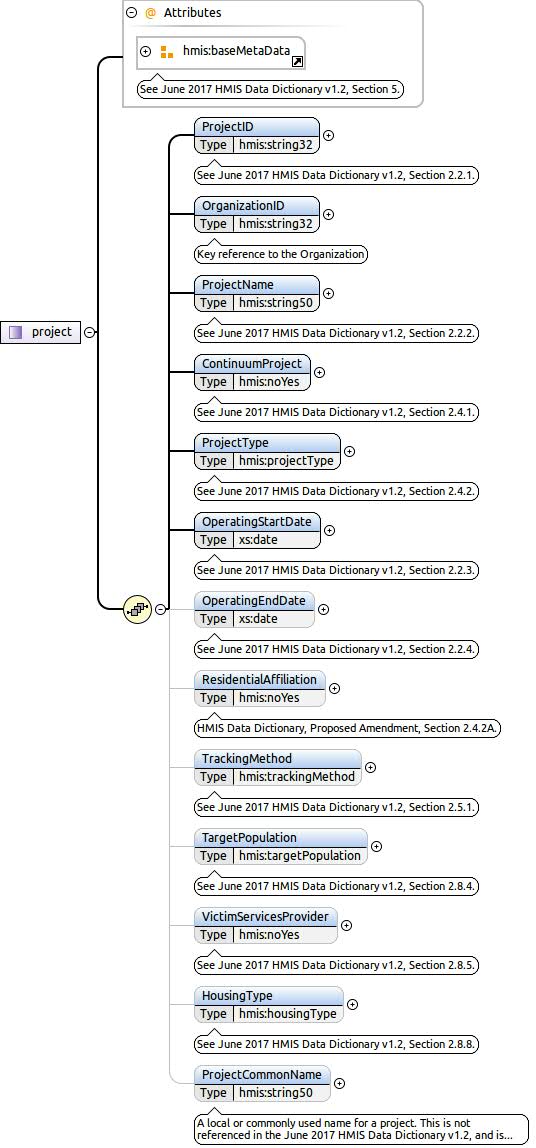 @ Attributes
hmis:baseMetaData
See June 2017 HMIS Data Dictionary v1.2, Section 5.
ProjectID
Type hmis:string32
See June 2017 HMIS Data Dictionary v1.2, Section 2.2.1.
OrganizationID
Type hmis:string32
Key reference to the Organization
ProjectName
Type hmis:string50
See June 2017 HMIS Data Dictionary v1.2, Section 2.2.2.
project
ContinuumProject
Type hmis:noYes
See June 2017 HMIS Data Dictionary v1.2, Section 2.4.1.
ProjectType
Type hmis:projectType
See June 2017 HMIS Data Dictionary v1.2, Section 2.4.2.
OperatingStartDate
Type xs:date
See June 2017 HMIS Data Dictionary v1.2, Section 2.2.3.
OperatingEndDate
Type xs:date
See June 2017 HMIS Data Dictionary v1.2, Section 2.2.4.
ResidentialAffiliation
Type hmis:noYes
HMIS Data Dictionary, Proposed Amendment, Section 2.4.2A.
TrackingMethod
Type hmis:trackingMethod
See June 2017 HMIS Data Dictionary v1.2, Section 2.5.1.
TargetPopulation
Type hmis:targetPopulation
See June 2017 HMIS Data Dictionary v1.2, Section 2.8.4.
VictimServicesProvider
Type hmis:noYes
See June 2017 HMIS Data Dictionary v1.2, Section 2.8.5.
HousingType
Type hmis:housingType
See June 2017 HMIS Data Dictionary v1.2, Section 2.8.8.
ProjectCommonName
Type hmis:string50
A local or commonly used name for a project. This is not
referenced in the June 2017 HMIS Data Dictionary v1.2, and is...